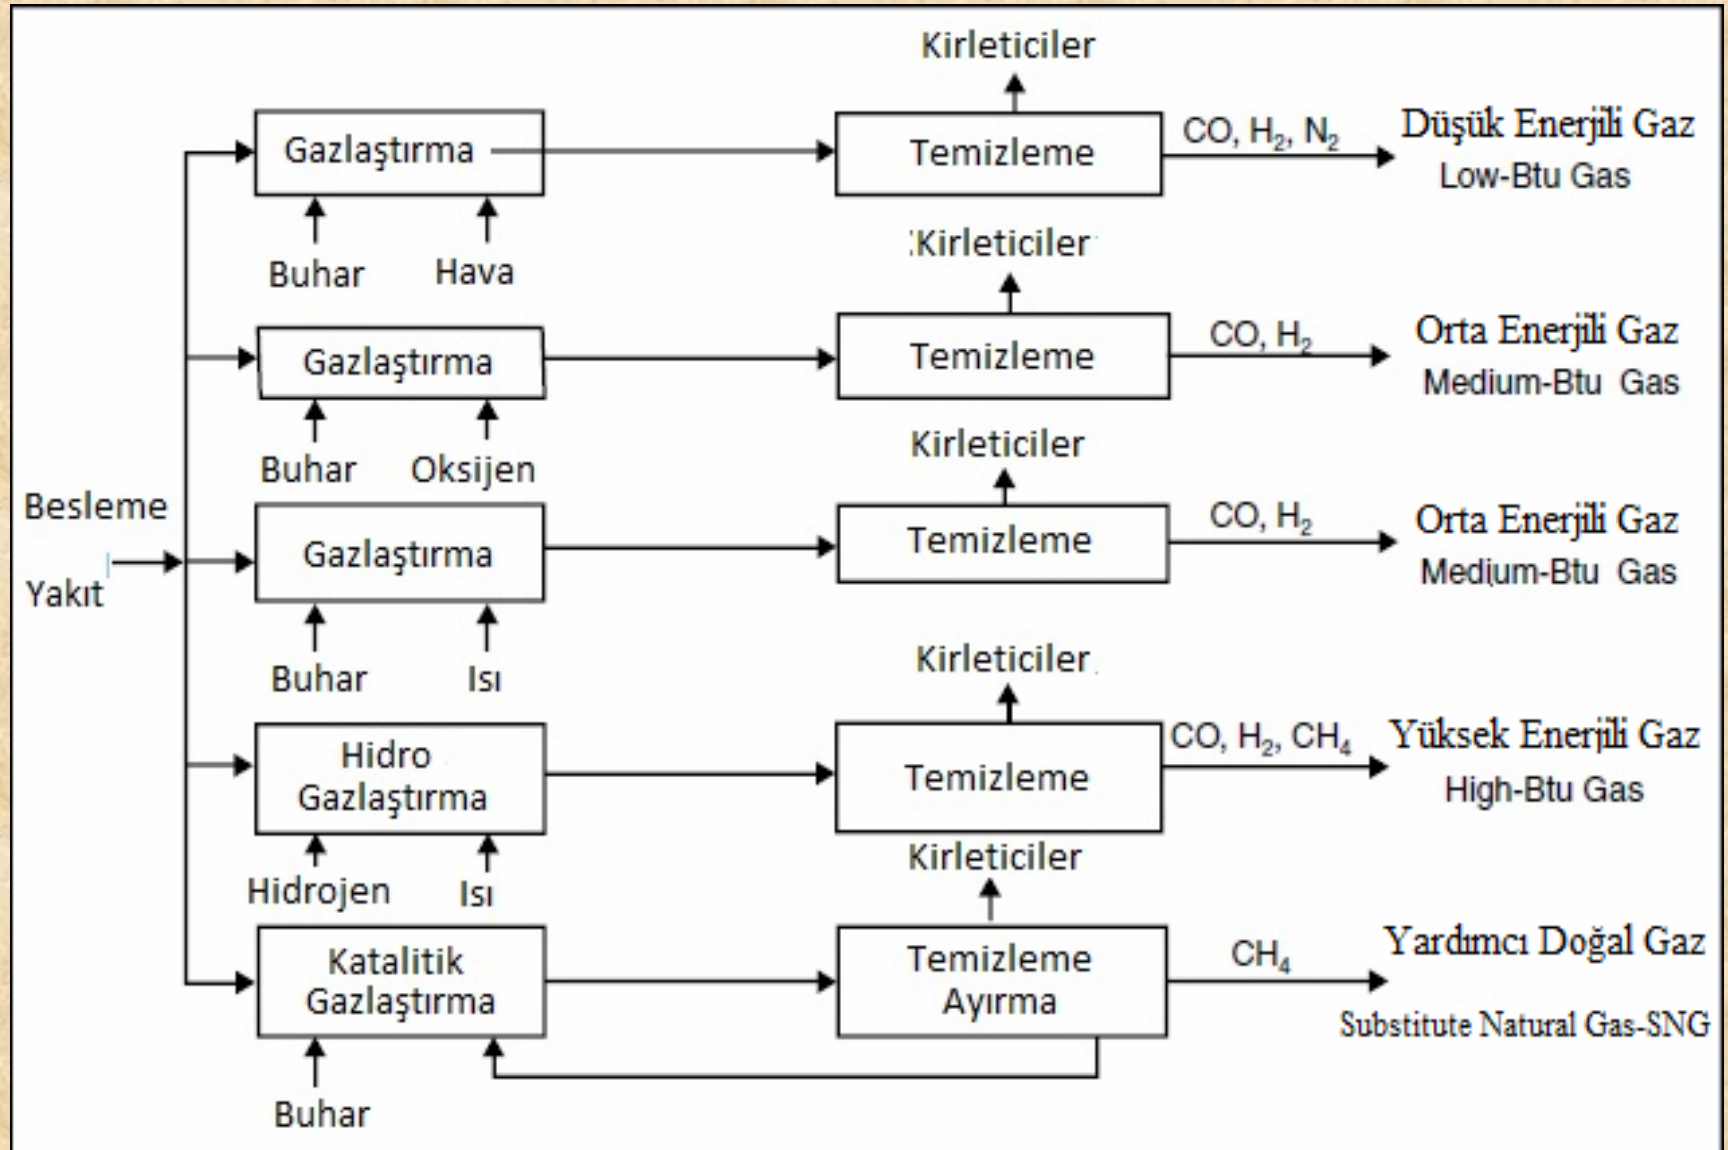 Kirleticiler
Gazlaştırma
Temizleme
CO, H₂, N₂
Düşük Enerjili Gaz
Low-Btu Gas
Buhar
Hava
Kirleticiler
Gazlaştırma
Temizleme
CO, H₂
Orta Enerjili Gaz
Medium-Btu Gas
Buhar
Oksijen
Kirleticiler
Besleme
Yakıt
Gazlaştırma
Temizleme
CO, H₂
Orta Enerjili Gaz
Medium-Btu Gas
Buhar
Isı
Kirleticiler
Hidro
Gazlaştırma
Temizleme
CO, H₂, CH₄
Yüksek Enerjili Gaz
High-Btu Gas
Hidrojen
Isı
Kirleticiler
Katalitik
Gazlaştırma
Temizleme
Ayırma
CH₄
Yardımcı Doğal Gaz
Substitute Natural Gas-SNG
Buhar